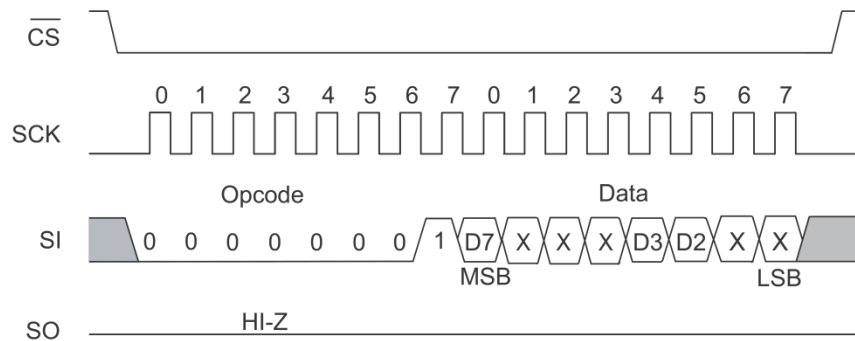 CS
0 1 2 3 4 5 6 7 0 1 2 3 4 5 6 7
SCK
Opcode Data
SI 0 0 0 0 0 0 0 1 D7 X X X D3 D2 X X
MSB LSB
HI-Z
SO